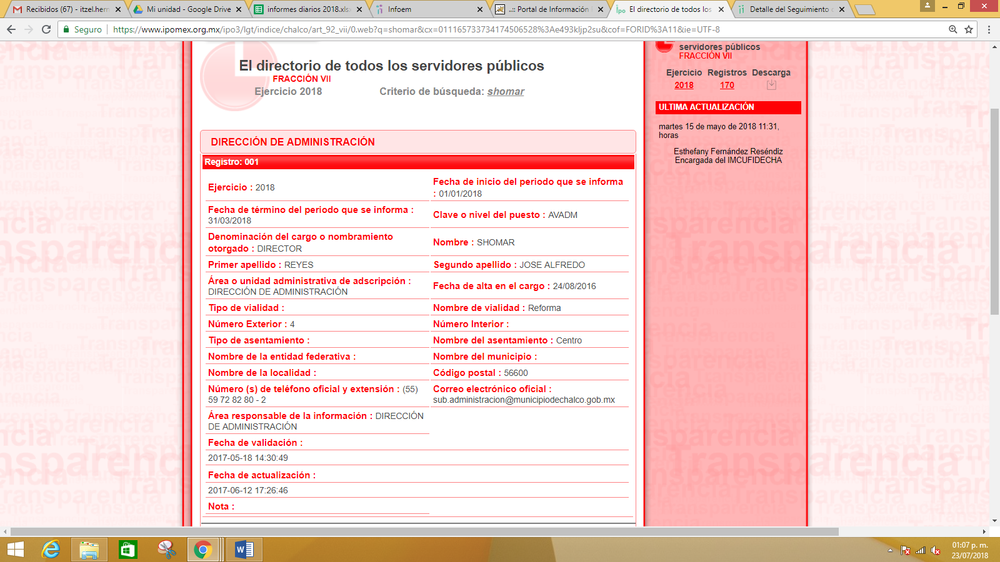 Recibidos (67) - itzel.hern
Mi unidad - Google Drive
informes diarios 2018.xlsx
Infoem
..:: Portal de Información
El directorio de todos los
Detalle del Seguimiento
Seguro
https://www.ipomex.org.mx/ipo3/lgt/indice/chalco/art_92_vii/0.web?q=shomar&cx=011165733734174506528%3Ae493kljp2su&cof=FORID%3A11&ie=UTF-8
El directorio de todos los servidores públicos
FRACCIÓN VII
Ejercicio 2018 Criterio de búsqueda: shomar
DIRECCIÓN DE ADMINISTRACIÓN
Registro: 001
Ejercicio : 2018
Fecha de inicio del periodo que se informa
: 01/01/2018
Fecha de término del periodo que se informa :
31/03/2018
Clave o nivel del puesto : AVADM
Denominación del cargo o nombramiento
otorgado : DIRECTOR
Nombre : SHOMAR
Primer apellido : REYES
Segundo apellido : JOSE ALFREDO
Área o unidad administrativa de adscripción :
DIRECCIÓN DE ADMINISTRACIÓN
Fecha de alta en el cargo : 24/08/2016
Tipo de vialidad :
Nombre de vialidad : Reforma
Número Exterior : 4
Número Interior :
Tipo de asentamiento :
Nombre del asentamiento : Centro
Nombre de la entidad federativa :
Nombre del municipio :
Nombre de la localidad :
Código postal : 56600
Número (s) de teléfono oficial y extensión : (55)
59 72 82 80 - 2
Correo electrónico oficial :
sub.administracion@municipiodechalco.gob.mx
Área responsable de la información : DIRECCIÓN
DE ADMINISTRACIÓN
Fecha de validación :
2017-05-18 14:30:49
Fecha de actualización :
2017-06-12 17:26:46
Nota :
servidores públicos
FRACCIÓN VII
Ejercicio Registros Descarga
2018 170
ULTIMA ACTUALIZACIÓN
martes 15 de mayo de 2018 11:31,
horas
Esthefany Fernández Reséndiz
Encargada del IMCUFIDECHA
Transparencia
01:07 p. m.
23/07/2018